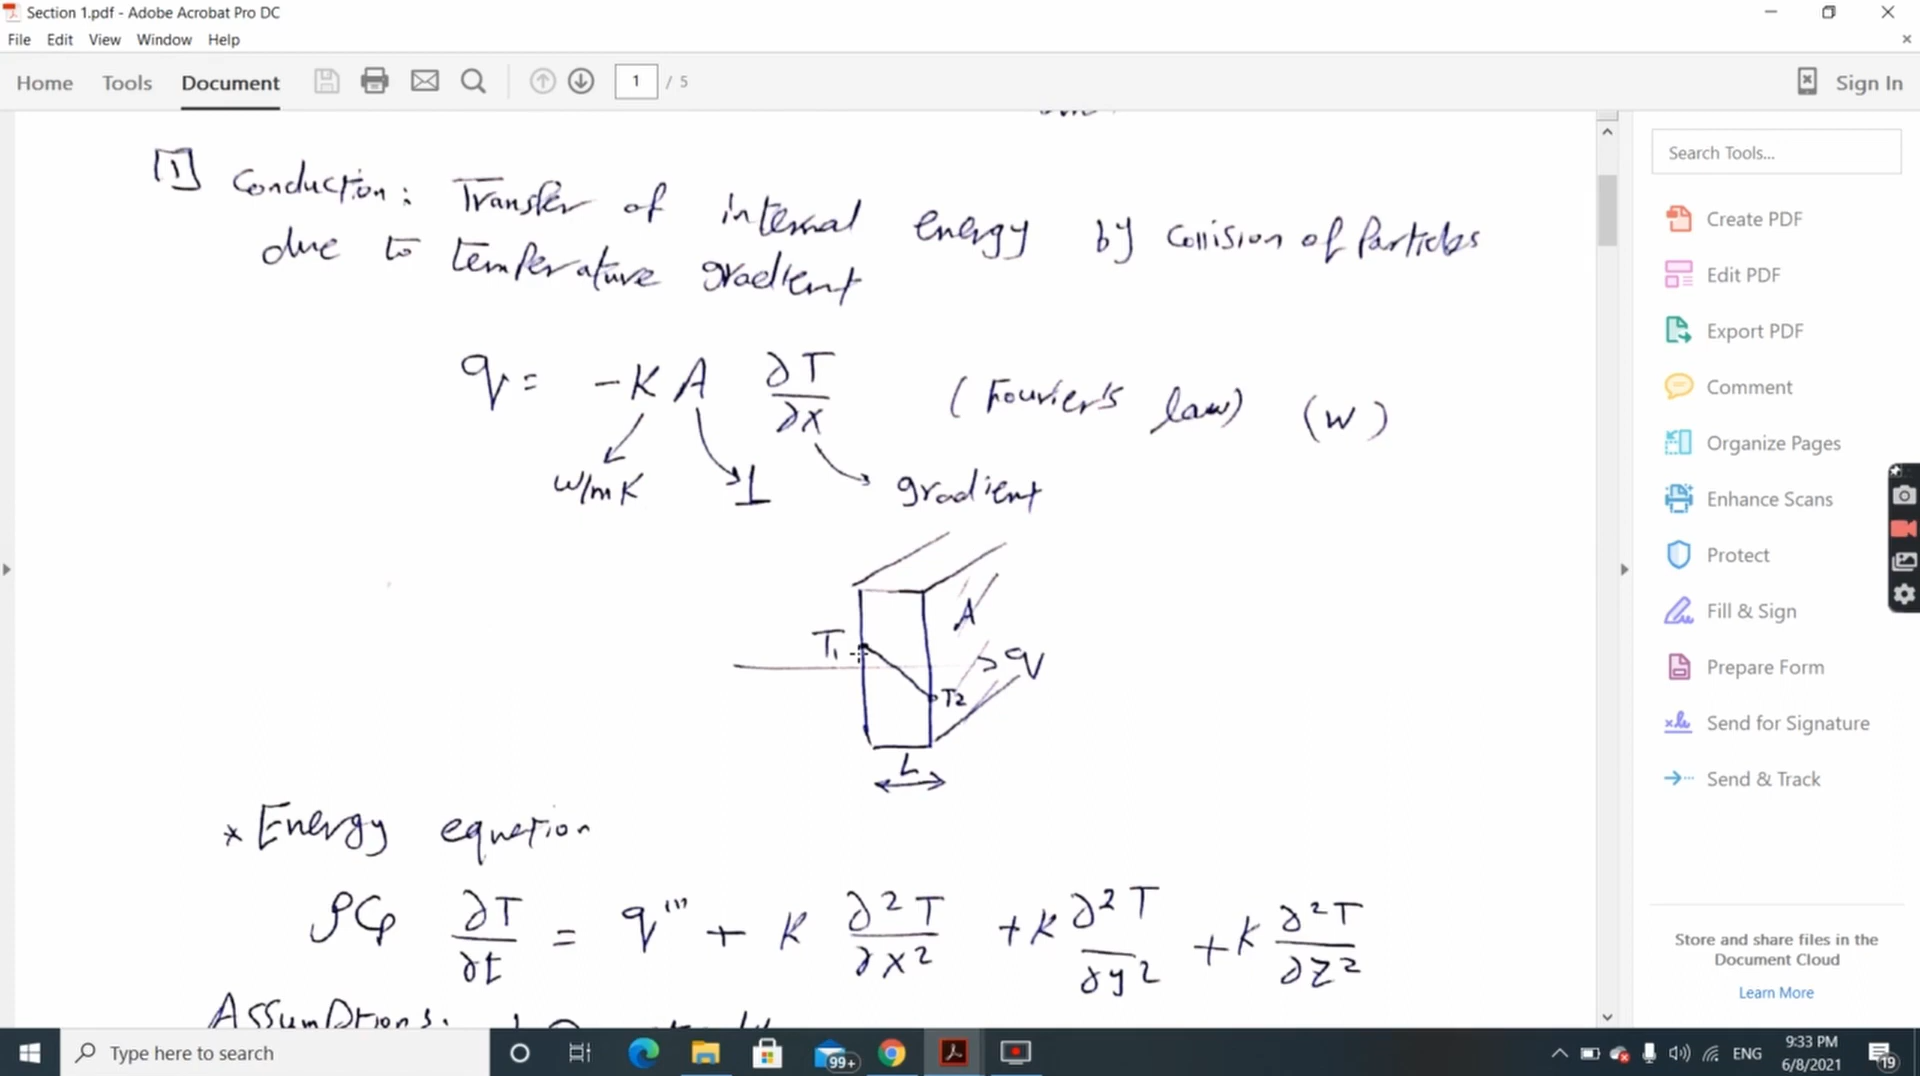 Section 1.pdf - Adobe Acrobat Pro DC
File Edit View Window Help
Home Tools Document 1 / 5 Sign In
[1] Conduction: Transfer of internal energy by collision of Particles
due to temperature gradient
q = -K A ∂T/∂x (Fourier's law) (W)
W/mK ⊥ gradient
A
T₁
q
T2
L
* Energy equation
ρCp ∂T/∂t = q''' + K ∂²T/∂x² + K ∂²T/∂y² + K ∂²T/∂z²
Assumptions:
Search Tools...
Create PDF
Edit PDF
Export PDF
Comment
Organize Pages
Enhance Scans
Protect
Fill & Sign
Prepare Form
Send for Signature
Send & Track
Store and share files in the
Document Cloud
Learn More
Type here to search
99+
ENG
9:33 PM
6/8/2021
19